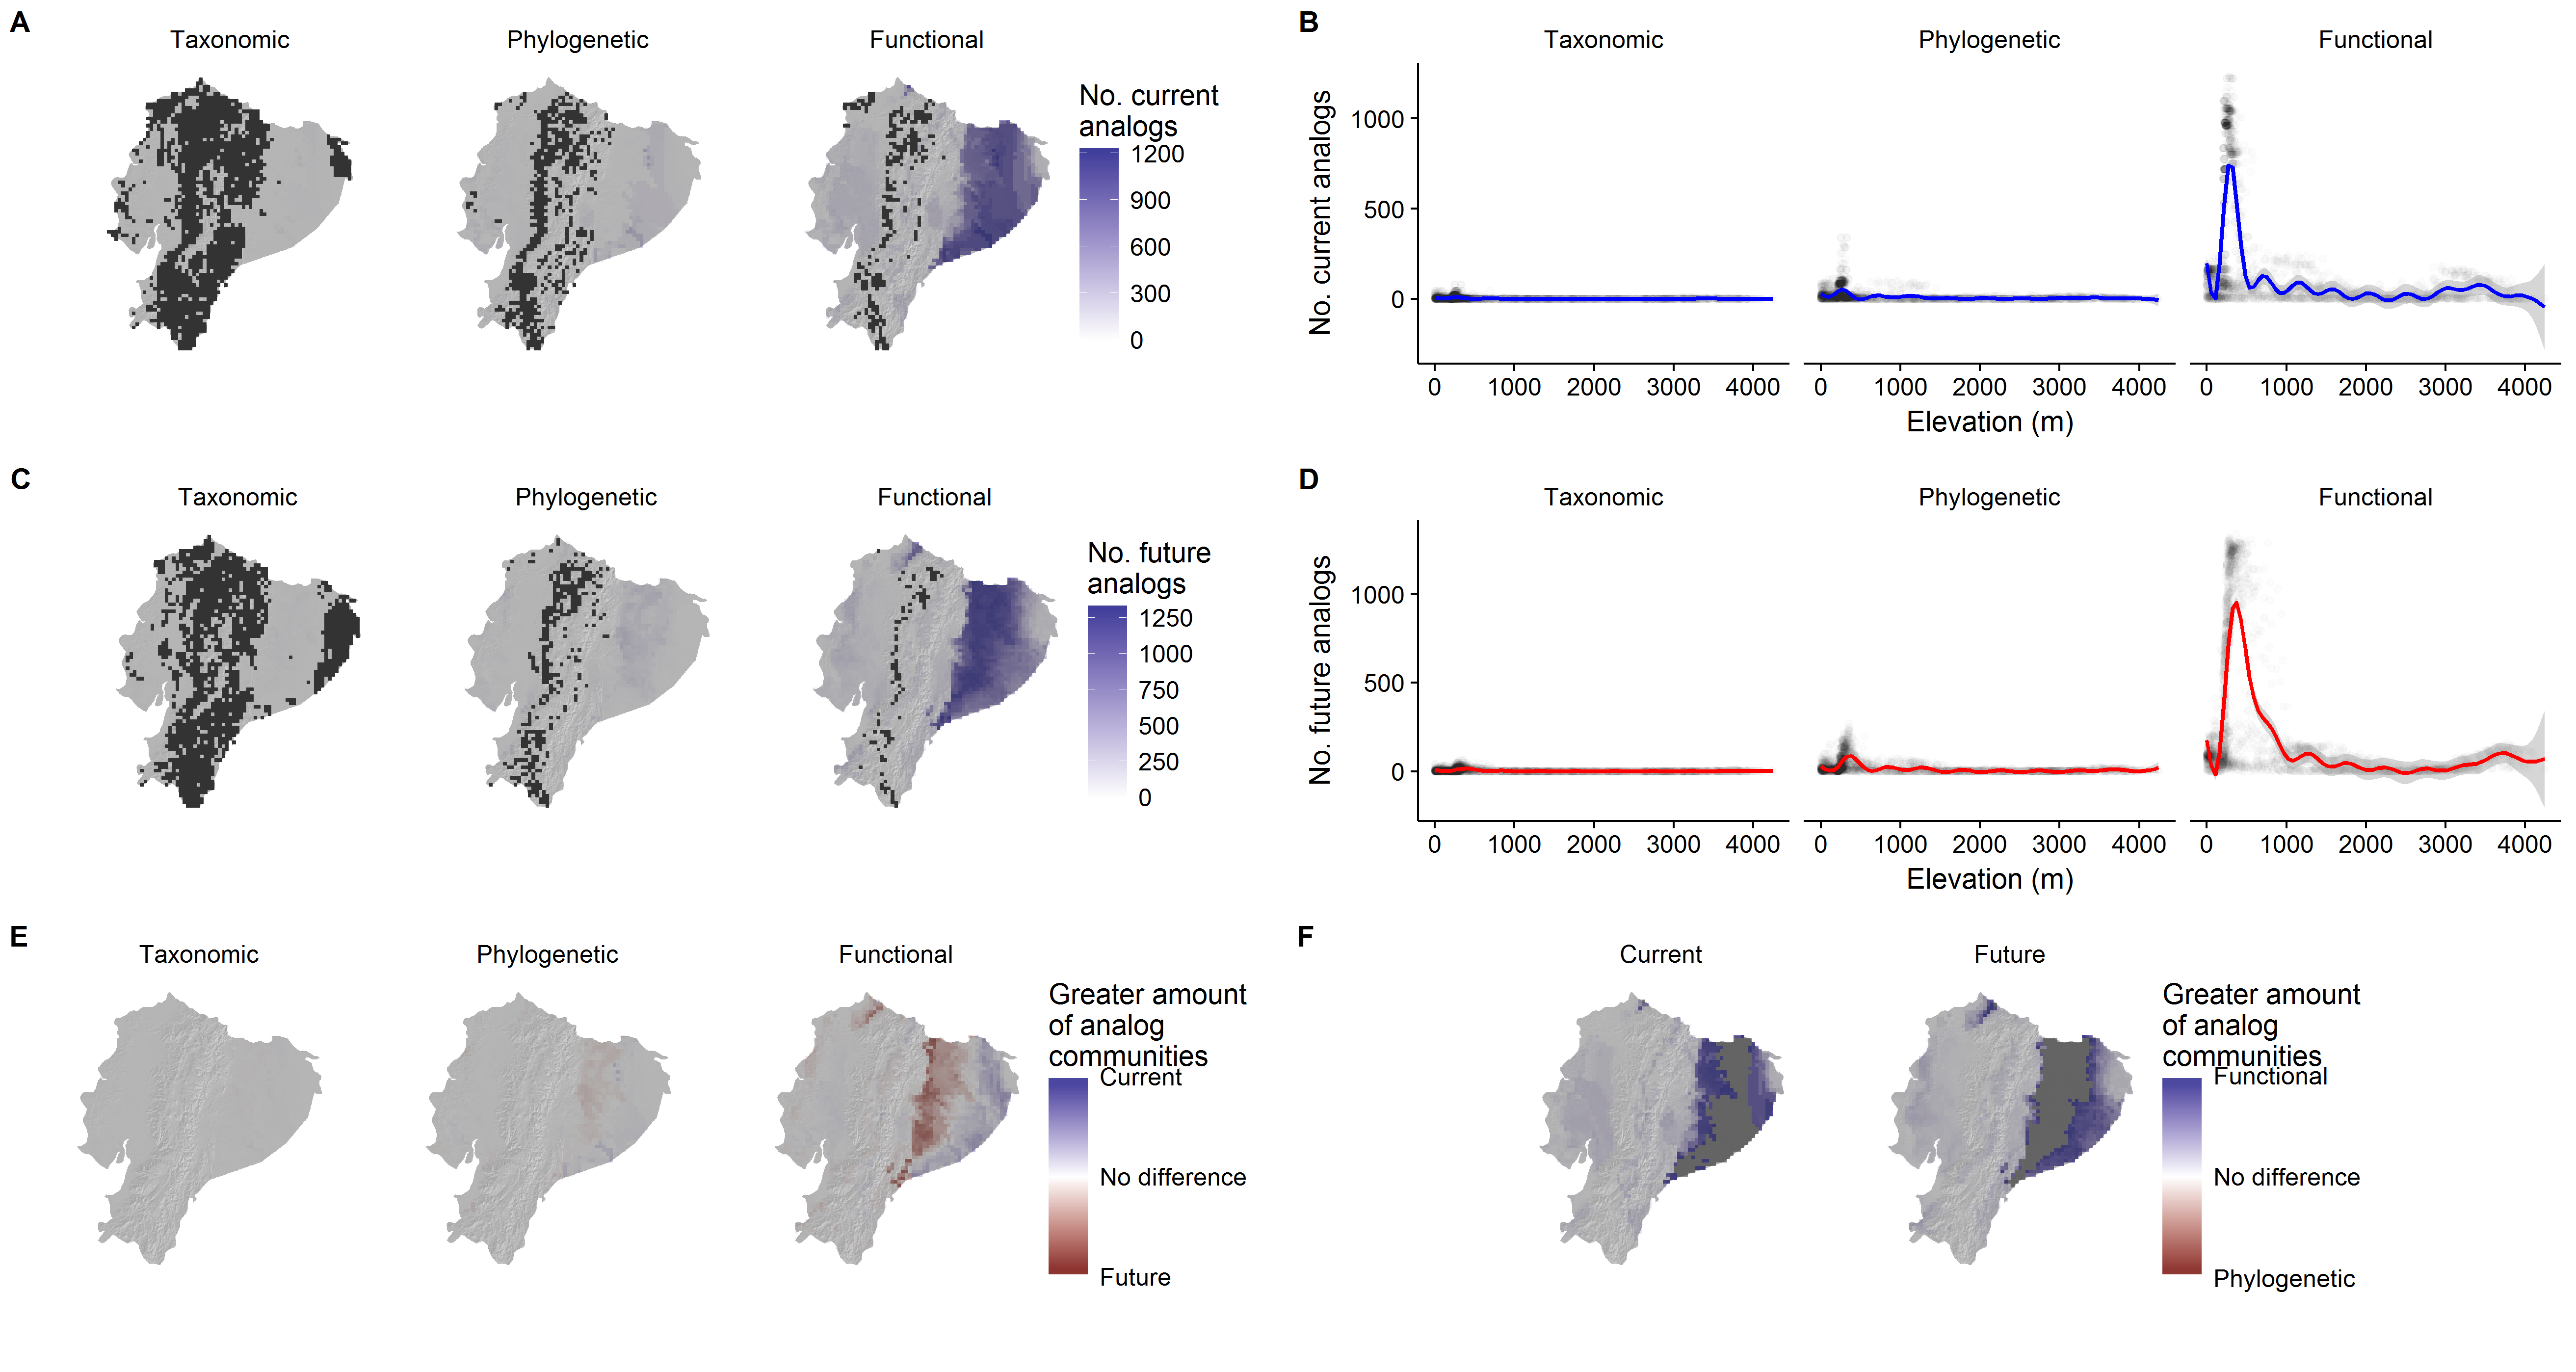 A
Taxonomic
Phylogenetic
Functional
No. current
analogs
1200
900
600
300
0
B
Taxonomic
Phylogenetic
Functional
No. current analogs
1000
500
0
0 1000 2000 3000 4000
0 1000 2000 3000 4000
0 1000 2000 3000 4000
Elevation (m)
C
Taxonomic
Phylogenetic
Functional
No. future
analogs
1250
1000
750
500
250
0
D
Taxonomic
Phylogenetic
Functional
No. future analogs
1000
500
0
0 1000 2000 3000 4000
0 1000 2000 3000 4000
0 1000 2000 3000 4000
Elevation (m)
E
Taxonomic
Phylogenetic
Functional
Greater amount
of analog
communities
Current
No difference
Future
F
Current
Future
Greater amount
of analog
communities
Functional
No difference
Phylogenetic